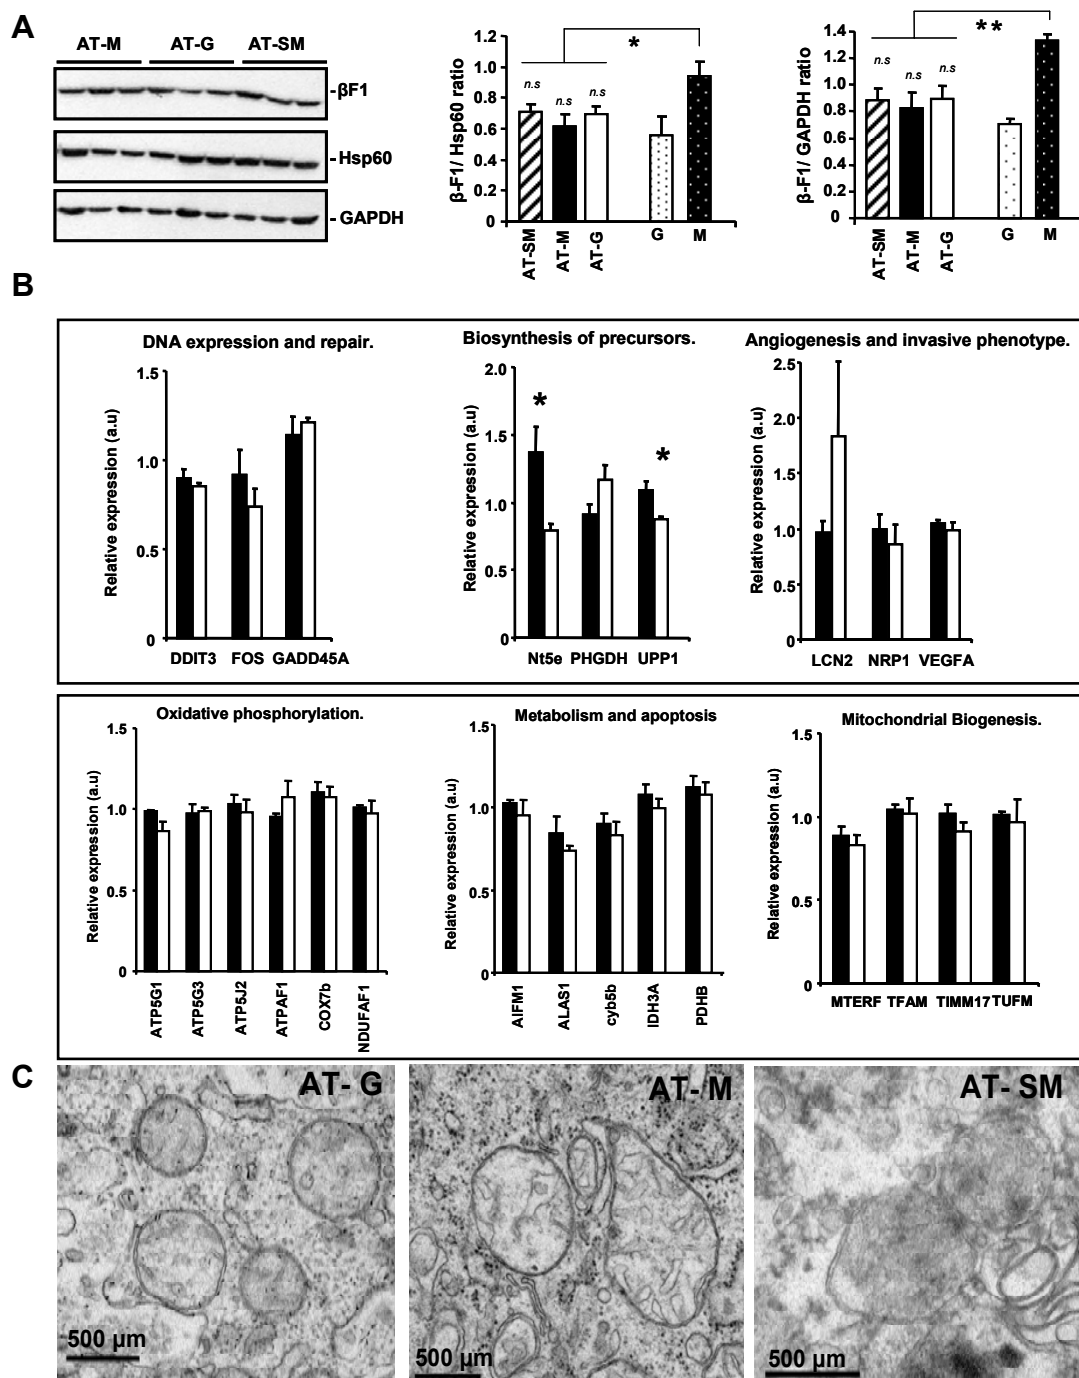 A
AT-M AT-G AT-SM
-βF1
-Hsp60
-GAPDH
β-F1/ Hsp60 ratio
1.2
1.0
0.8
0.6
0.4
0.2
0
n.s n.s n.s
*
AT-SM AT-M AT-G G M
β-F1/ GAPDH ratio
1.4
1.2
1.0
0.8
0.6
0.4
0.2
0
n.s n.s n.s
**
AT-SM AT-M AT-G G M
B
DNA expression and repair.
Relative expression (a.u)
1.5
1.0
0.5
0
DDIT3 FOS GADD45A
Biosynthesis of precursors.
Relative expression (a.u)
2.0
1.5
1.0
0.5
0
* *
Nt5e PHGDH UPP1
Angiogenesis and invasive phenotype.
Relative expression (a.u)
2.5
2.0
1.5
1.0
0.5
0
LCN2 NRP1 VEGFA
Oxidative phosphorylation.
Relative expression (a.u)
1.5
1.0
0.5
0
ATP5G1 ATP5G3 ATP5J2 ATPAF1 COX7b NDUFAF1
Metabolism and apoptosis
Relative expression (a.u)
1.5
1.0
0.5
0
AIFM1 ALAS1 cyb5b IDH3A PDHB
Mitochondrial Biogenesis.
Relative expression (a.u)
1.5
1.0
0.5
0
MTERF TFAM TIMM17 TUFM
C
AT- G
500 µm
AT- M
500 µm
AT- SM
500 µm